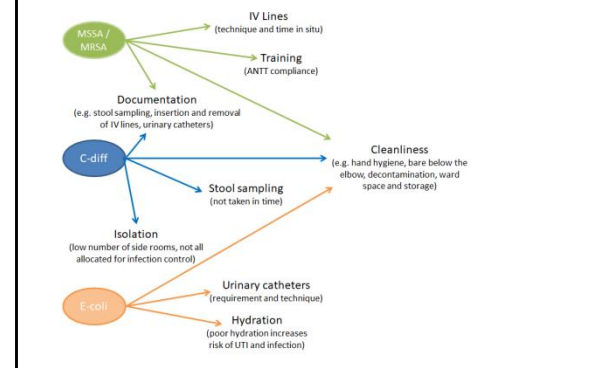 IV Lines
(technique and time in situ)
MSSA /
MRSA
Training
(ANTT compliance)
Documentation
(e.g. stool sampling, insertion and removal
of IV lines, urinary catheters)
Cleanliness
(e.g. hand hygiene, bare below the
elbow, decontamination, ward
space and storage)
C-diff
Stool sampling
(not taken in time)
Isolation
(low number of side rooms, not all
allocated for infection control)
Urinary catheters
(requirement and technique)
E-coli
Hydration
(poor hydration increases
risk of UTI and infection)